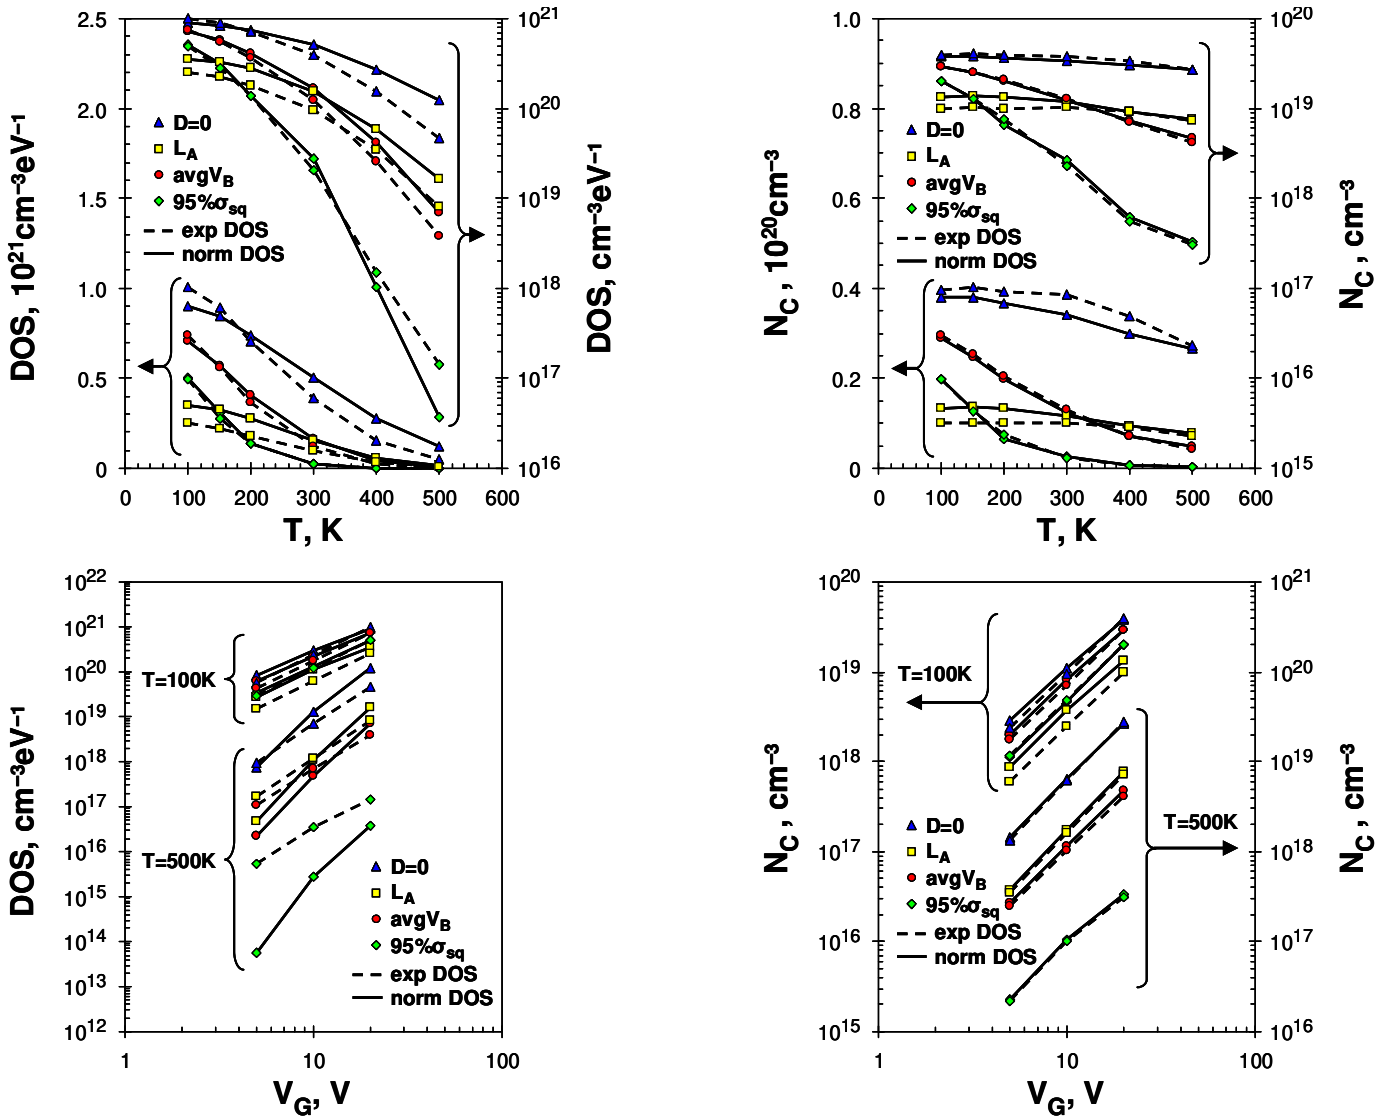 2.5
2.0
1.5
1.0
0.5
0
DOS, 10²¹cm⁻³eV⁻¹
10²¹
10²⁰
10¹⁹
10¹⁸
10¹⁷
10¹⁶
DOS, cm⁻³eV⁻¹
D=0
L_A
avgV_B
95%σ_sq
exp DOS
norm DOS
0 100 200 300 400 500 600
T, K
1.0
0.8
0.6
0.4
0.2
0.0
N_C, 10²⁰cm⁻³
10²⁰
10¹⁹
10¹⁸
10¹⁷
10¹⁶
10¹⁵
N_C, cm⁻³
D=0
L_A
avgV_B
95%σ_sq
exp DOS
norm DOS
0 100 200 300 400 500 600
T, K
10²²
10²¹
10²⁰
10¹⁹
10¹⁸
10¹⁷
10¹⁶
10¹⁵
10¹⁴
10¹³
10¹²
DOS, cm⁻³eV⁻¹
T=100K
T=500K
D=0
L_A
avgV_B
95%σ_sq
exp DOS
norm DOS
1 10 100
V_G, V
10²⁰
10¹⁹
10¹⁸
10¹⁷
10¹⁶
10¹⁵
N_C, cm⁻³
10²¹
10²⁰
10¹⁹
10¹⁸
10¹⁷
10¹⁶
N_C, cm⁻³
T=100K
T=500K
D=0
L_A
avgV_B
95%σ_sq
exp DOS
norm DOS
1 10 100
V_G, V